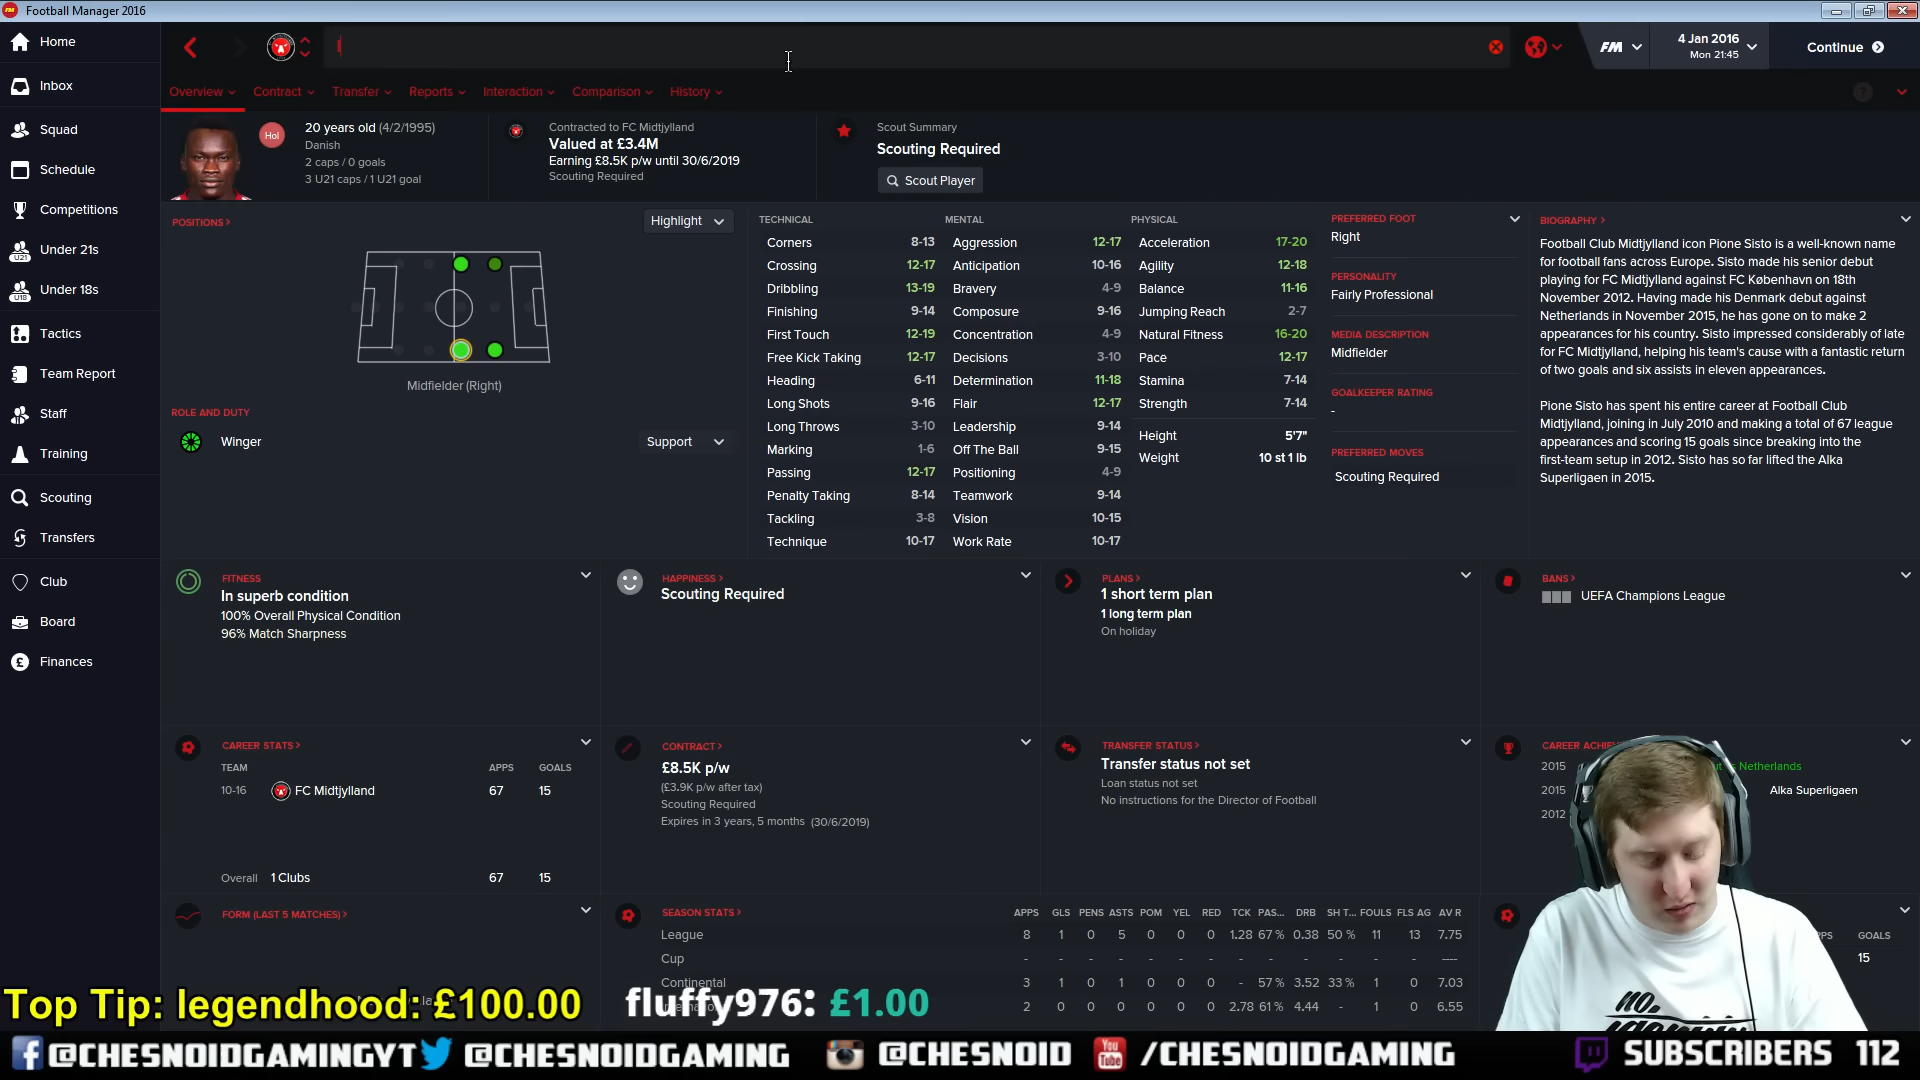 Football Manager 2016
Home
Inbox
Squad
Schedule
Competitions
Under 21s
Under 18s
Tactics
Team Report
Staff
Training
Scouting
Transfers
Club
Board
Finances
FM
4 Jan 2016
Mon 21:45
Continue
Overview Contract Transfer Reports Interaction Comparison History
Hol
20 years old (4/2/1995)
Danish
2 caps / 0 goals
3 U21 caps / 1 U21 goal
Contracted to FC Midtjylland
Valued at £3.4M
Earning £8.5K p/w until 30/6/2019
Scouting Required
Scout Summary
Scouting Required
Scout Player
POSITIONS >
Highlight
Midfielder (Right)
ROLE AND DUTY
Winger
Support
TECHNICAL
Corners 8-13
Crossing 12-17
Dribbling 13-19
Finishing 9-14
First Touch 12-19
Free Kick Taking 12-17
Heading 6-11
Long Shots 9-16
Long Throws 3-10
Marking 1-6
Passing 12-17
Penalty Taking 8-14
Tackling 3-8
Technique 10-17
MENTAL
Aggression 12-17
Anticipation 10-16
Bravery 4-9
Composure 9-16
Concentration 4-9
Decisions 3-10
Determination 11-18
Flair 12-17
Leadership 9-14
Off The Ball 9-15
Positioning 4-9
Teamwork 9-14
Vision 10-15
Work Rate 10-17
PHYSICAL
Acceleration 17-20
Agility 12-18
Balance 11-16
Jumping Reach 2-7
Natural Fitness 16-20
Pace 12-17
Stamina 7-14
Strength 7-14
Height 5'7"
Weight 10 st 1 lb
PREFERRED FOOT
Right
PERSONALITY
Fairly Professional
MEDIA DESCRIPTION
Midfielder
GOALKEEPER RATING
-
PREFERRED MOVES
Scouting Required
BIOGRAPHY >
Football Club Midtjylland icon Pione Sisto is a well-known name
for football fans across Europe. Sisto made his senior debut
playing for FC Midtjylland against FC København on 18th
November 2012. Having made his Denmark debut against
Netherlands in November 2015, he has gone on to make 2
appearances for his country. Sisto impressed considerably of late
for FC Midtjylland, helping his team's cause with a fantastic return
of two goals and six assists in eleven appearances.
Pione Sisto has spent his entire career at Football Club
Midtjylland, joining in July 2010 and making a total of 67 league
appearances and scoring 15 goals since breaking into the
first-team setup in 2012. Sisto has so far lifted the Alka
Superligaen in 2015.
FITNESS
In superb condition
100% Overall Physical Condition
96% Match Sharpness
HAPPINESS >
Scouting Required
PLANS >
1 short term plan
1 long term plan
On holiday
BANS >
UEFA Champions League
CAREER STATS >
TEAM APPS GOALS
10-16 FC Midtjylland 67 15
Overall 1 Clubs 67 15
CONTRACT >
£8.5K p/w
(£3.9K p/w after tax)
Scouting Required
Expires in 3 years, 5 months (30/6/2019)
TRANSFER STATUS >
Transfer status not set
Loan status not set
No instructions for the Director of Football
CAREER
2015 Netherlands
2015 Alka Superligaen
2012
FORM (LAST 5 MATCHES) >
SEASON STATS > APPS GLS PENS ASTS POM YEL RED TCK PAS... DRB SH T... FOULS FLS AG AV R
League 8 1 0 5 0 0 0 1.28 67 % 0.38 50 % 11 13 7.75
Cup - - - - - - - - - - - - - ----
Continental 3 1 0 1 0 0 0 - 57 % 3.52 33 % 1 0 7.03
2 0 0 0 0 0 0 2.78 61 % 4.44 - 1 0 6.55
GOALS
15
Top Tip: legendhood: £100.00
fluffy976: £1.00
NO.
@CHESNOIDGAMINGYT @CHESNOIDGAMING @CHESNOID You Tube /CHESNOIDGAMING SUBSCRIBERS 112